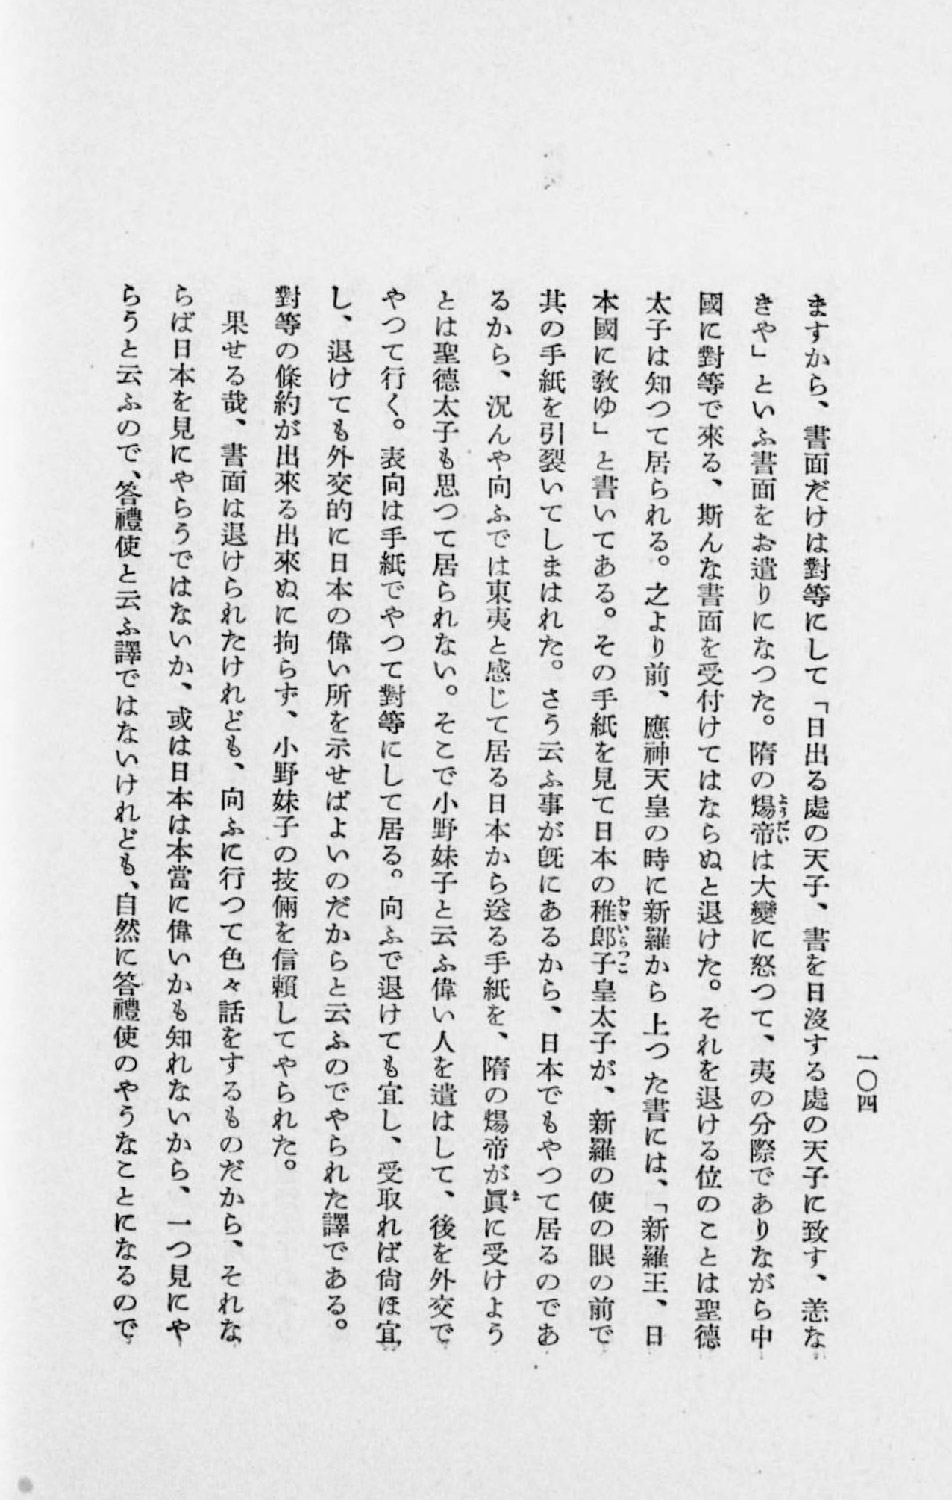 一〇四
ますから、書面だけは對等にして「日出る處の天子、書を日沒する處の天子に致す、恙な
きや」といふ書面をお遣りになつた。隋の煬帝は大變に怒つて、夷の分際でありながら中
國に對等で來る、斯んな書面を受付けてはならぬと退けた。それを退ける位のことは聖德
太子は知つて居られる。之より前、應神天皇の時に新羅から上つた書には、「新羅王、日
本國に敎ゆ」と書いてある。その手紙を見て日本の稚郎子皇太子が、新羅の使の眼の前で
其の手紙を引裂いてしまはれた。さう云ふ事が旣にあるから、日本でもやつて居るのであ
るから、況んや向ふでは東夷と感じて居る日本から送る手紙を、隋の煬帝が眞に受けよう
とは聖德太子も思つて居られない。そこで小野妹子と云ふ偉い人を遣はして、後を外交で
やつて行く。表向は手紙でやつて對等にして居る。向ふで退けても宜し、受取れば尙ほ宜
し、退けても外交的に日本の偉い所を示せばよいのだからと云ふのでやられた譯である。
對等の條約が出來る出來ぬに拘らず、小野妹子の技倆を信賴してやられた。
果せる哉、書面は退けられたけれども、向ふに行つて色々話をするものだから、それな
らば日本を見にやらうではないか、或は日本は本當に偉いかも知れないから、一つ見にや
らうと云ふので、答禮使と云ふ譯ではないけれども、自然に答禮使のやうなことになるので